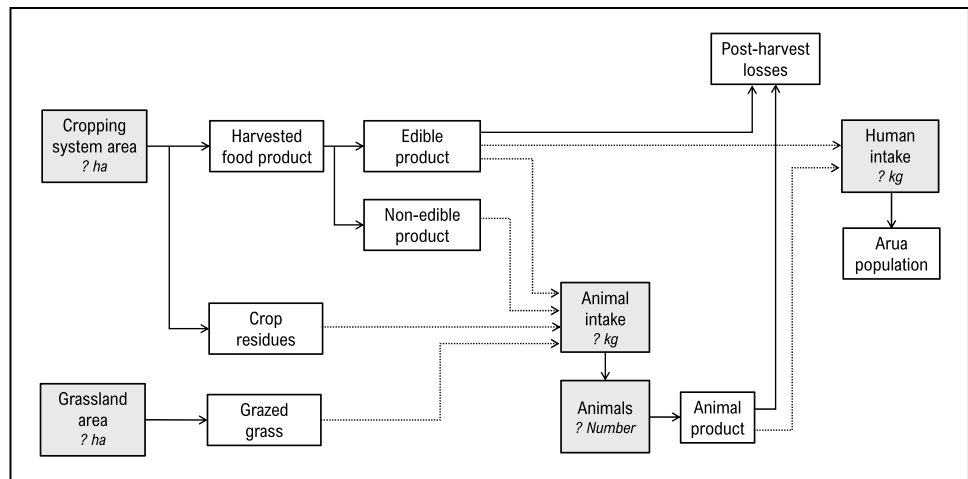 Post-harvest
losses
Cropping
system area
? ha
Harvested
food product
Edible
product
Human
intake
? kg
Non-edible
product
Arua
population
Animal
intake
? kg
Crop
residues
Grassland
area
? ha
Grazed
grass
Animals
? Number
Animal
product